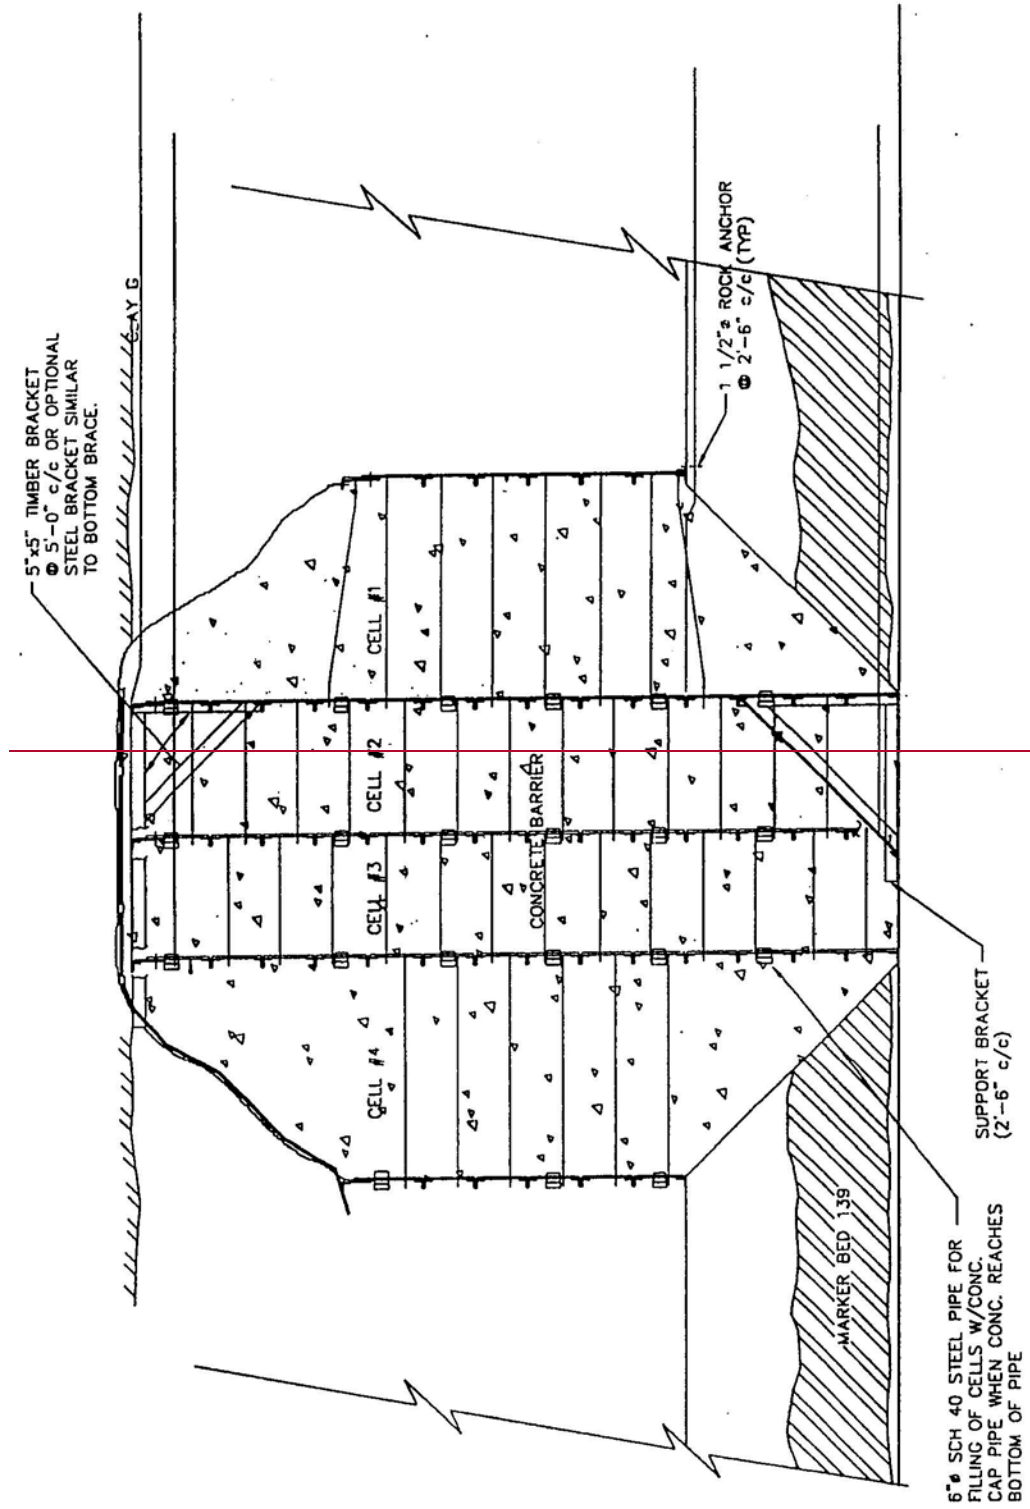 5"x5" TIMBER BRACKET
@ 5'-0" c/c OR OPTIONAL
STEEL BRACKET SIMILAR
TO BOTTOM BRACE.
CLAY G
1 1/2"ø ROCK ANCHOR
@ 2'-6" c/c (TYP)
CELL #1
CELL #2
CELL #3
CELL #4
CONCRETE BARRIER
MARKER BED 139
SUPPORT BRACKET
(2'-6" c/c)
6"ø SCH 40 STEEL PIPE FOR
FILLING OF CELLS W/CONC.
CAP PIPE WHEN CONC. REACHES
BOTTOM OF PIPE